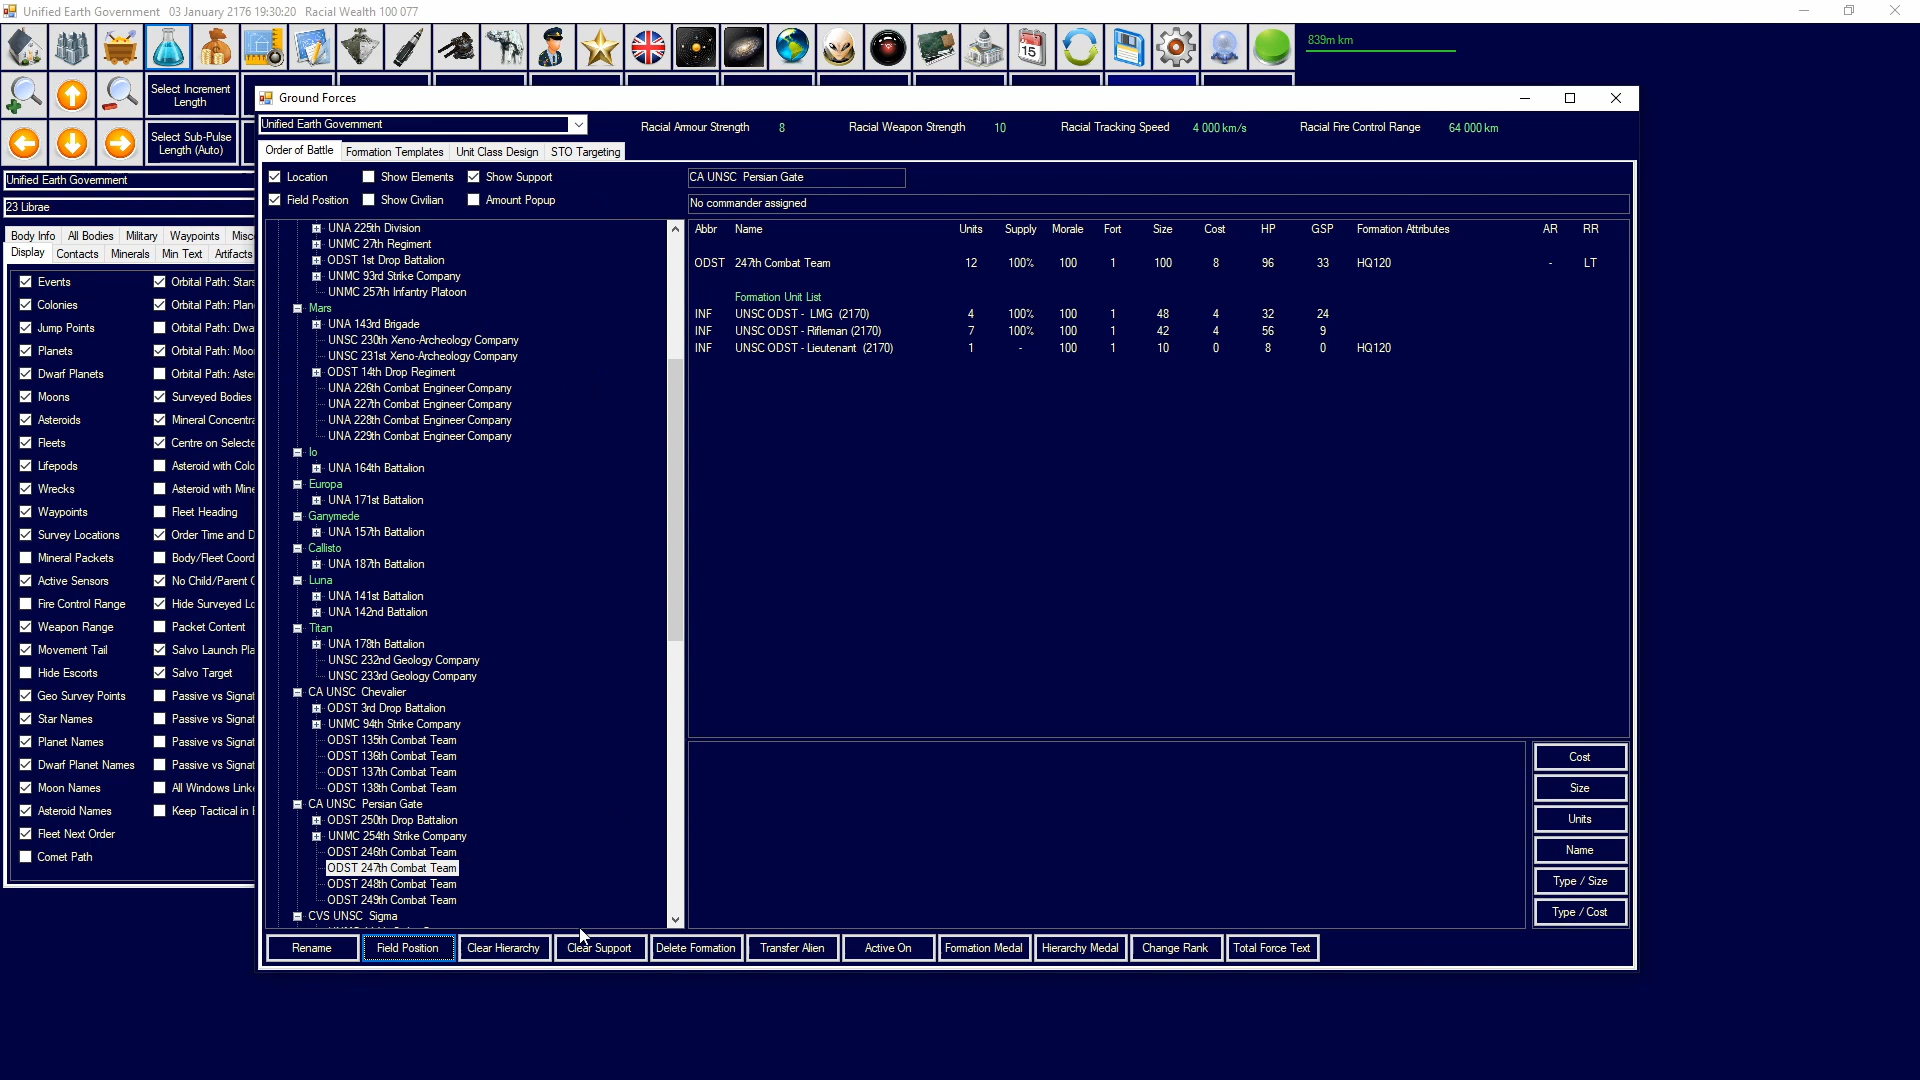 Unified Earth Government   03 January 2176 19:30:20   Racial Wealth 100 077
839m km
Select Increment Length
Select Sub-Pulse Length (Auto)
Unified Earth Government
23 Librae
Body Info All Bodies Military Waypoints
Display Contacts Minerals Min Text Artifacts
Events
Colonies
Jump Points
Planets
Dwarf Planets
Moons
Asteroids
Fleets
Lifepods
Wrecks
Waypoints
Survey Locations
Mineral Packets
Active Sensors
Fire Control Range
Weapon Range
Movement Tail
Hide Escorts
Geo Survey Points
Star Names
Planet Names
Dwarf Planet Names
Moon Names
Asteroid Names
Fleet Next Order
Comet Path
Orbital Path: Stars
Orbital Path: Plan
Orbital Path: Dwa
Orbital Path: Moo
Orbital Path: Aste
Surveyed Bodies
Mineral Concentra
Centre on Selecte
Asteroid with Colo
Asteroid with Mine
Fleet Heading
Order Time and D
Body/Fleet Coord
No Child/Parent
Hide Surveyed Lo
Packet Content
Salvo Launch Pla
Salvo Target
Passive vs Signat
Passive vs Signat
Passive vs Signat
Passive vs Signat
All Windows Linke
Keep Tactical in
Ground Forces
Unified Earth Government
Racial Armour Strength 8
Racial Weapon Strength 10
Racial Tracking Speed 4 000 km/s
Racial Fire Control Range 64 000 km
Order of Battle Formation Templates Unit Class Design STO Targeting
Location Show Elements Show Support
Field Position Show Civilian Amount Popup
UNA 225th Division
UNMC 27th Regiment
ODST 1st Drop Battalion
UNMC 93rd Strike Company
UNMC 257th Infantry Platoon
Mars
UNA 143rd Brigade
UNSC 230th Xeno-Archeology Company
UNSC 231st Xeno-Archeology Company
ODST 14th Drop Regiment
UNA 226th Combat Engineer Company
UNA 227th Combat Engineer Company
UNA 228th Combat Engineer Company
UNA 229th Combat Engineer Company
Io
UNA 164th Battalion
Europa
UNA 171st Battalion
Ganymede
UNA 157th Battalion
Callisto
UNA 187th Battalion
Luna
UNA 141st Battalion
UNA 142nd Battalion
Titan
UNA 178th Battalion
UNSC 232nd Geology Company
UNSC 233rd Geology Company
CA UNSC Chevalier
ODST 3rd Drop Battalion
UNMC 94th Strike Company
ODST 135th Combat Team
ODST 136th Combat Team
ODST 137th Combat Team
ODST 138th Combat Team
CA UNSC Persian Gate
ODST 250th Drop Battalion
UNMC 254th Strike Company
ODST 246th Combat Team
ODST 247th Combat Team
ODST 248th Combat Team
ODST 249th Combat Team
CVS UNSC Sigma
CA UNSC Persian Gate
No commander assigned
Abbr Name Units Supply Morale Fort Size Cost HP GSP Formation Attributes AR RR
ODST 247th Combat Team 12 100% 100 1 100 8 96 33 HQ120 - LT
Formation Unit List
INF UNSC ODST - LMG (2170) 4 100% 100 1 48 4 32 24
INF UNSC ODST - Rifleman (2170) 7 100% 100 1 42 4 56 9
INF UNSC ODST - Lieutenant (2170) 1 - 100 1 10 0 8 0 HQ120
Cost
Size
Units
Name
Type / Size
Type / Cost
Rename Field Position Clear Hierarchy Clear Support Delete Formation Transfer Alien Active On Formation Medal Hierarchy Medal Change Rank Total Force Text